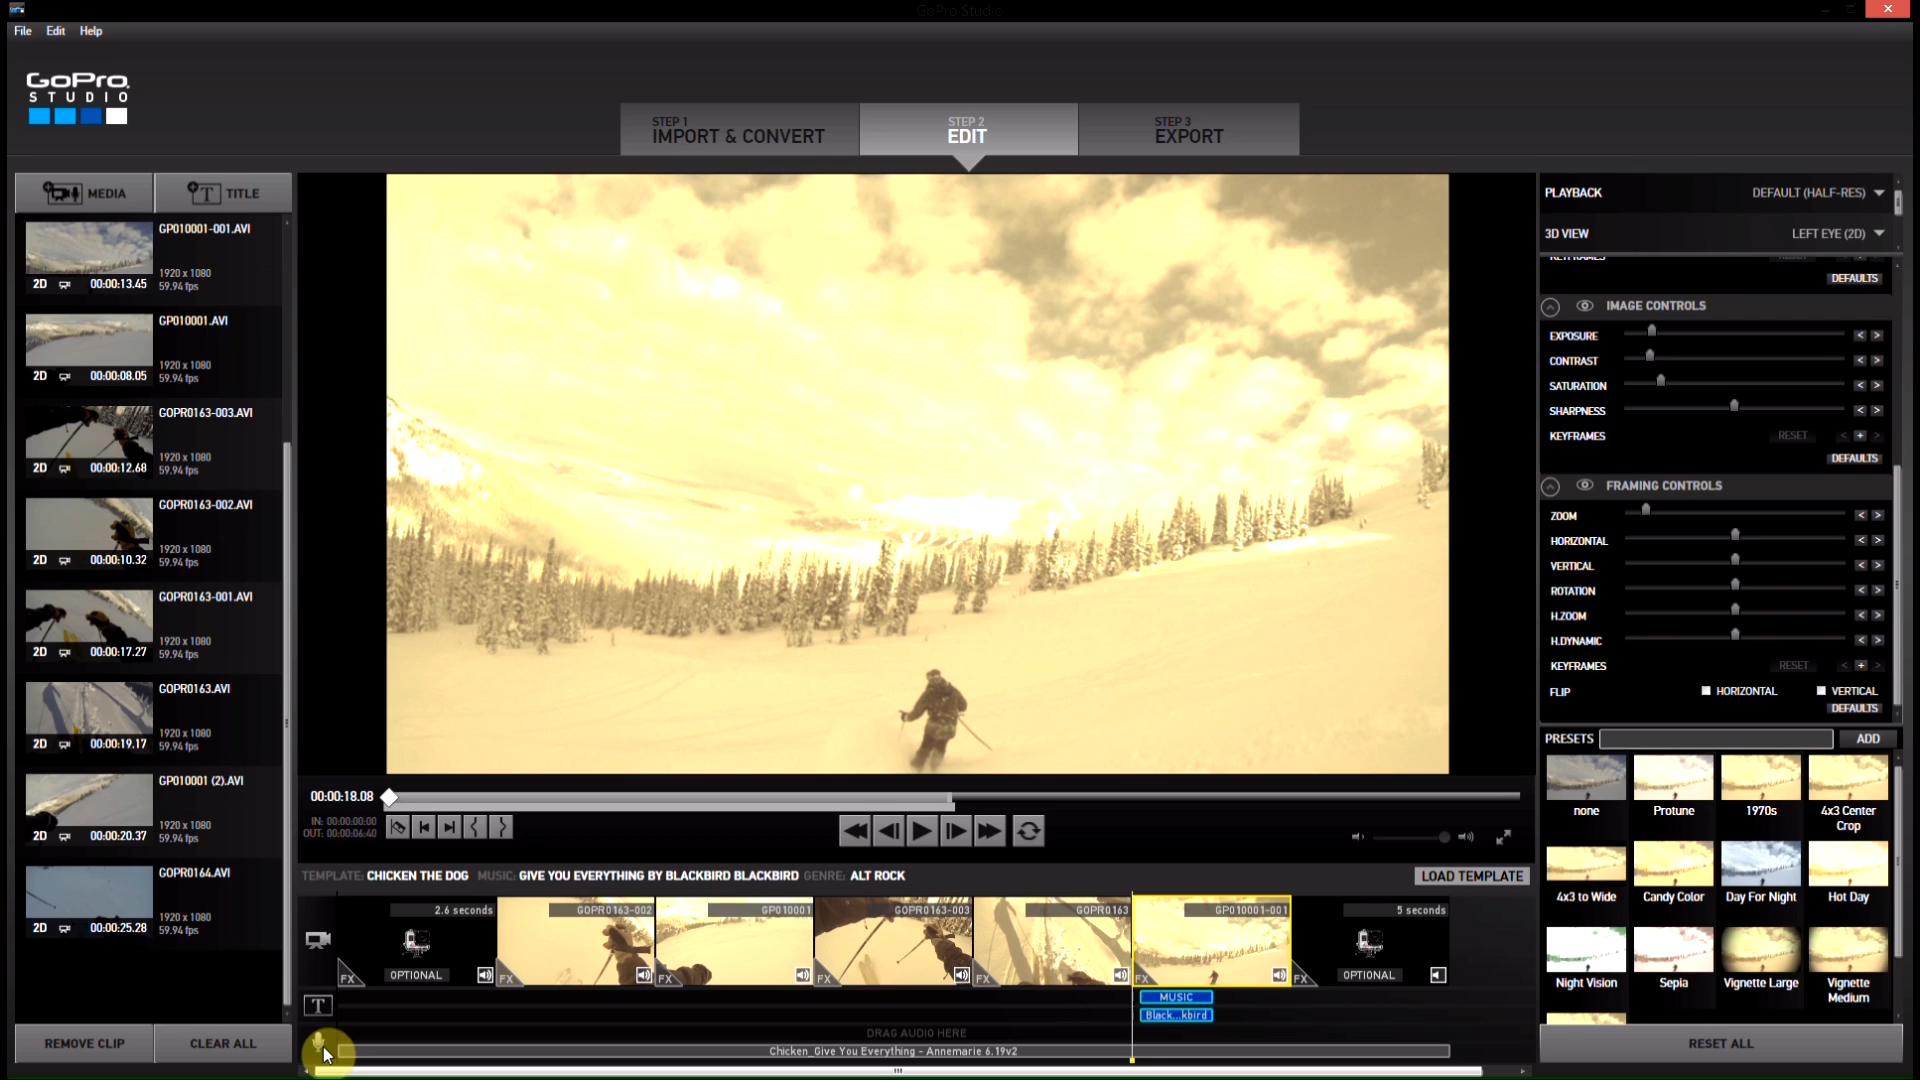 GoPro Studio
File Edit Help
GoPro
STUDIO
STEP 1
IMPORT & CONVERT
STEP 2
EDIT
STEP 3
EXPORT
MEDIA
TITLE
GP010001-001.AVI
1920 x 1080
2D 00:00:13.45 59.94 fps
GP010001.AVI
1920 x 1080
2D 00:00:08.05 59.94 fps
GOPR0163-003.AVI
1920 x 1080
2D 00:00:12.68 59.94 fps
GOPR0163-002.AVI
1920 x 1080
2D 00:00:10.32 59.94 fps
GOPR0163-001.AVI
1920 x 1080
2D 00:00:17.27 59.94 fps
GOPR0163.AVI
1920 x 1080
2D 00:00:19.17 59.94 fps
GP010001 (2).AVI
1920 x 1080
2D 00:00:20.37 59.94 fps
GOPR0164.AVI
1920 x 1080
2D 00:00:25.28 59.94 fps
REMOVE CLIP
CLEAR ALL
00:00:18.08
IN: 00:00:00:00
OUT: 00:00:06:40
TEMPLATE: CHICKEN THE DOG MUSIC: GIVE YOU EVERYTHING BY BLACKBIRD BLACKBIRD GENRE: ALT ROCK
LOAD TEMPLATE
2.6 seconds
GOPR0163-002
GP010001
GOPR0163-003
GOPR0163
GP010001-001
5 seconds
FX OPTIONAL
FX
FX
FX
FX
FX
FX OPTIONAL
T
MUSIC
Black...kbird
DRAG AUDIO HERE
Chicken_Give You Everything - Annemarie 6.19v2
PLAYBACK DEFAULT (HALF-RES)
3D VIEW LEFT EYE (2D)
KEYFRAMES RESET
DEFAULTS
IMAGE CONTROLS
EXPOSURE
CONTRAST
SATURATION
SHARPNESS
KEYFRAMES RESET
DEFAULTS
FRAMING CONTROLS
ZOOM
HORIZONTAL
VERTICAL
ROTATION
H.ZOOM
H.DYNAMIC
KEYFRAMES RESET
FLIP HORIZONTAL VERTICAL
DEFAULTS
PRESETS ADD
none
Protune
1970s
4x3 Center
Crop
4x3 to Wide
Candy Color
Day For Night
Hot Day
Night Vision
Sepia
Vignette Large
Vignette
Medium
RESET ALL